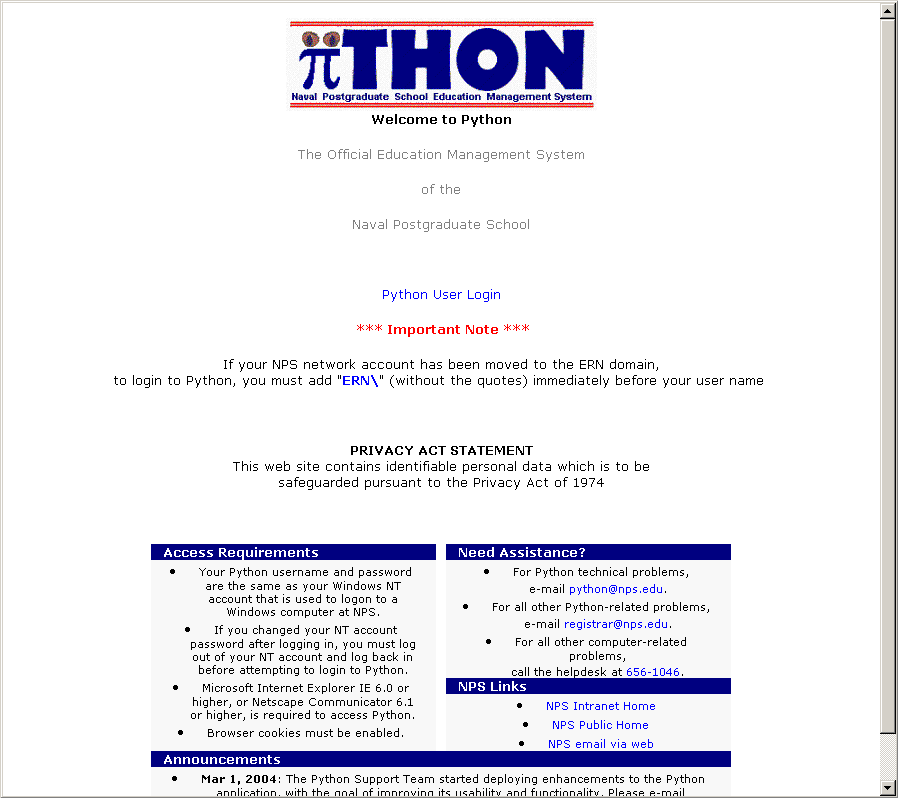 πTHON
Naval Postgraduate School Education Management System
Welcome to Python
The Official Education Management System
of the
Naval Postgraduate School
Python User Login
*** Important Note ***
If your NPS network account has been moved to the ERN domain,
to login to Python, you must add "ERN\" (without the quotes) immediately before your user name
PRIVACY ACT STATEMENT
This web site contains identifiable personal data which is to be
safeguarded pursuant to the Privacy Act of 1974
Access Requirements
• Your Python username and password
are the same as your Windows NT
account that is used to logon to a
Windows computer at NPS.
• If you changed your NT account
password after logging in, you must log
out of your NT account and log back in
before attempting to login to Python.
• Microsoft Internet Explorer IE 6.0 or
higher, or Netscape Communicator 6.1
or higher, is required to access Python.
• Browser cookies must be enabled.
Need Assistance?
• For Python technical problems,
e-mail python@nps.edu.
• For all other Python-related problems,
e-mail registrar@nps.edu.
• For all other computer-related
problems,
call the helpdesk at 656-1046.
NPS Links
• NPS Intranet Home
• NPS Public Home
• NPS email via web
Announcements
• Mar 1, 2004: The Python Support Team started deploying enhancements to the Python
application, with the goal of improving its usability and functionality. Please e-mail